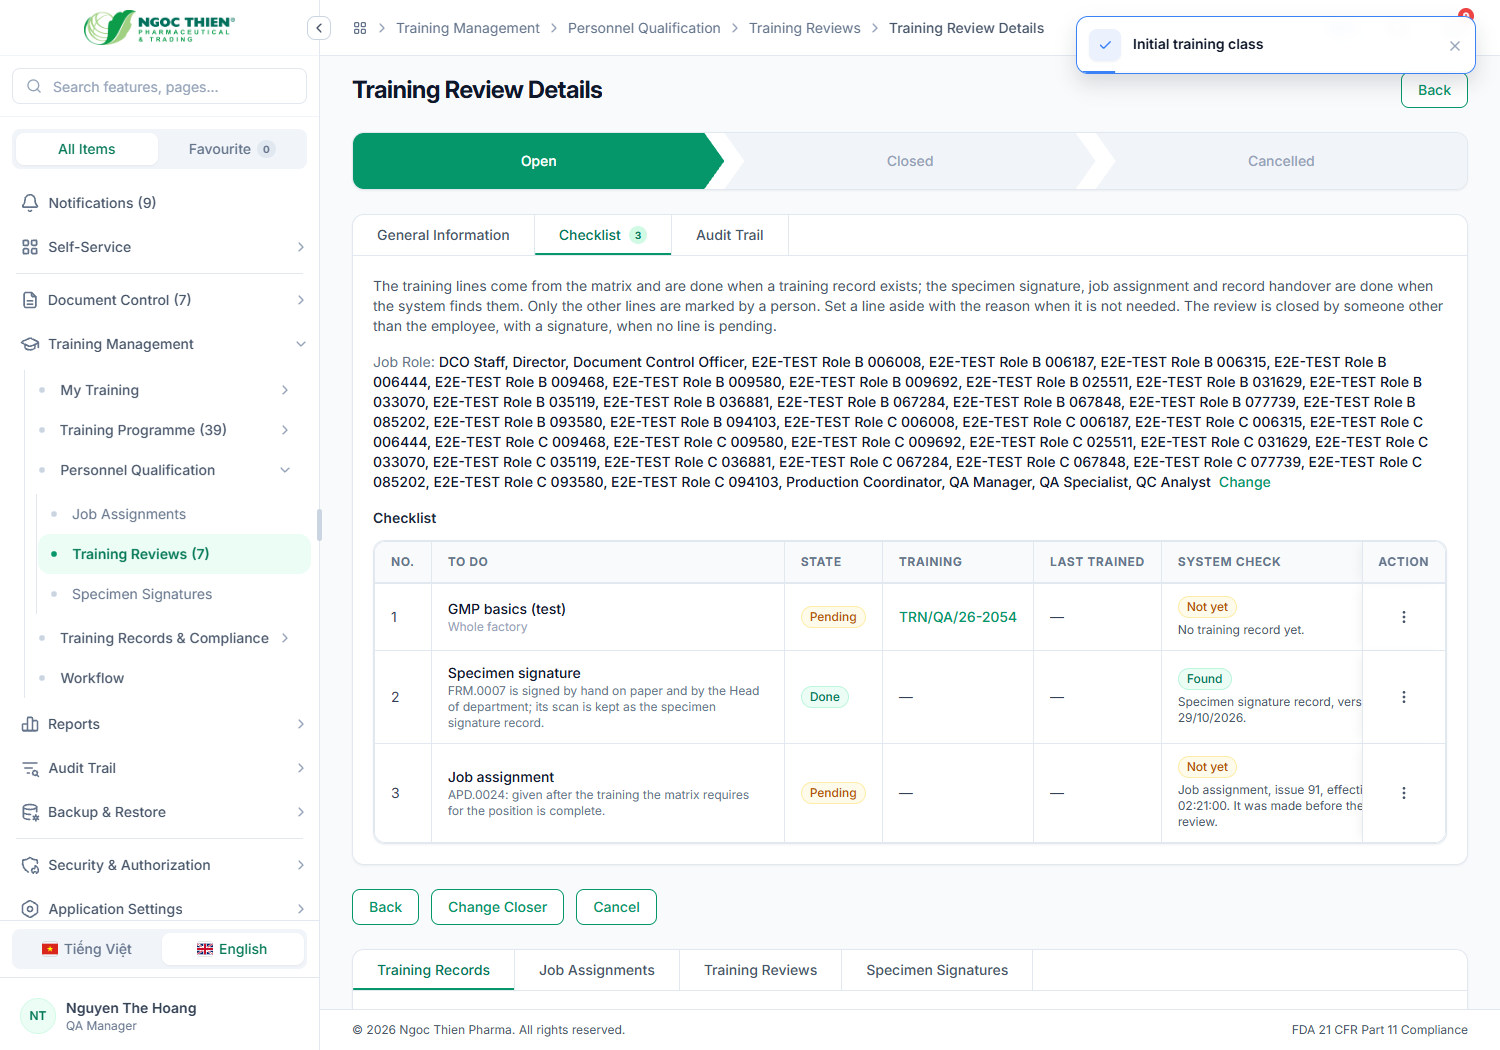 NGOC THIEN®
PHARMACEUTICAL
& TRADING
Training Management
Personnel Qualification
Training Reviews
Training Review Details
Initial training class
Search features, pages...
Training Review Details
Back
All Items
Favourite 0
Open
Closed
Cancelled
Notifications (9)
Self-Service
Document Control (7)
Training Management
My Training
Training Programme (39)
Personnel Qualification
Job Assignments
Training Reviews (7)
Specimen Signatures
Training Records & Compliance
Workflow
Reports
Audit Trail
Backup & Restore
Security & Authorization
Application Settings
Tiếng Việt
English
NT
Nguyen The Hoang
QA Manager
General Information
Checklist 3
Audit Trail
The training lines come from the matrix and are done when a training record exists; the specimen signature, job assignment and record handover are done when
the system finds them. Only the other lines are marked by a person. Set a line aside with the reason when it is not needed. The review is closed by someone other
than the employee, with a signature, when no line is pending.
Job Role: DCO Staff, Director, Document Control Officer, E2E-TEST Role B 006008, E2E-TEST Role B 006187, E2E-TEST Role B 006315, E2E-TEST Role B
006444, E2E-TEST Role B 009468, E2E-TEST Role B 009580, E2E-TEST Role B 009692, E2E-TEST Role B 025511, E2E-TEST Role B 031629, E2E-TEST Role B
033070, E2E-TEST Role B 035119, E2E-TEST Role B 036881, E2E-TEST Role B 067284, E2E-TEST Role B 067848, E2E-TEST Role B 077739, E2E-TEST Role B
085202, E2E-TEST Role B 093580, E2E-TEST Role B 094103, E2E-TEST Role C 006008, E2E-TEST Role C 006187, E2E-TEST Role C 006315, E2E-TEST Role C
006444, E2E-TEST Role C 009468, E2E-TEST Role C 009580, E2E-TEST Role C 009692, E2E-TEST Role C 025511, E2E-TEST Role C 031629, E2E-TEST Role C
033070, E2E-TEST Role C 035119, E2E-TEST Role C 036881, E2E-TEST Role C 067284, E2E-TEST Role C 067848, E2E-TEST Role C 077739, E2E-TEST Role C
085202, E2E-TEST Role C 093580, E2E-TEST Role C 094103, Production Coordinator, QA Manager, QA Specialist, QC Analyst Change
Checklist
NO. TO DO STATE TRAINING LAST TRAINED SYSTEM CHECK ACTION
1
GMP basics (test)
Whole factory
Pending
TRN/QA/26-2054
—
Not yet
No training record yet.
2
Specimen signature
FRM.0007 is signed by hand on paper and by the Head
of department; its scan is kept as the specimen
signature record.
Done
—
—
Found
Specimen signature record, vers
29/10/2026.
3
Job assignment
APD.0024: given after the training the matrix requires
for the position is complete.
Pending
—
—
Not yet
Job assignment, issue 91, effecti
02:21:00. It was made before the
review.
Back
Change Closer
Cancel
Training Records
Job Assignments
Training Reviews
Specimen Signatures
© 2026 Ngoc Thien Pharma. All rights reserved.
FDA 21 CFR Part 11 Compliance